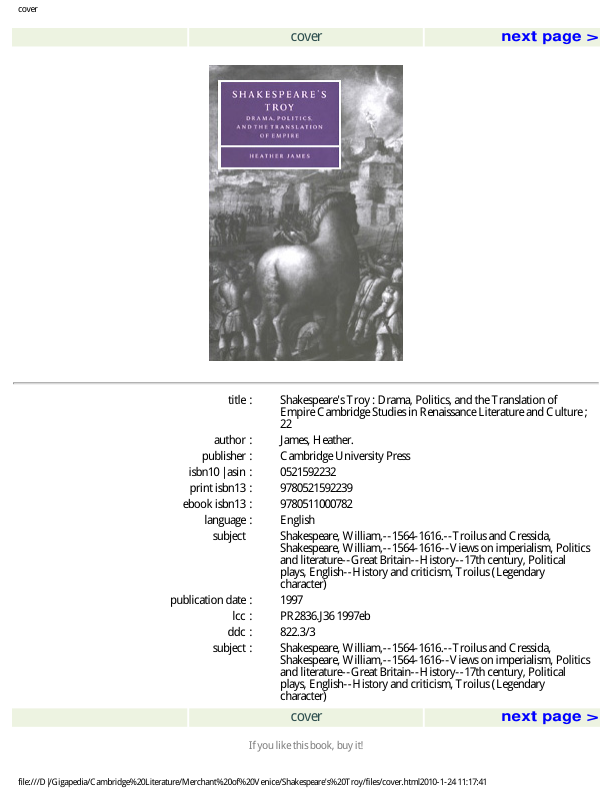 cover
cover next page >
SHAKESPEARE'S
TROY
DRAMA, POLITICS,
AND THE TRANSLATION
OF EMPIRE
HEATHER JAMES
title : Shakespeare's Troy : Drama, Politics, and the Translation of
Empire Cambridge Studies in Renaissance Literature and Culture ;
22
author : James, Heather.
publisher : Cambridge University Press
isbn10 | asin : 0521592232
print isbn13 : 9780521592239
ebook isbn13 : 9780511000782
language : English
subject Shakespeare, William,--1564-1616.--Troilus and Cressida,
Shakespeare, William,--1564-1616--Views on imperialism, Politics
and literature--Great Britain--History--17th century, Political
plays, English--History and criticism, Troilus (Legendary
character)
publication date : 1997
lcc : PR2836.J36 1997eb
ddc : 822.3/3
subject : Shakespeare, William,--1564-1616.--Troilus and Cressida,
Shakespeare, William,--1564-1616--Views on imperialism, Politics
and literature--Great Britain--History--17th century, Political
plays, English--History and criticism, Troilus (Legendary
character)
cover next page >
If you like this book, buy it!
file:///D|/Gigapedia/Cambridge%20Literature/Merchant%20of%20Venice/Shakespeare's%20Troy/files/cover.html2010-1-24 11:17:41